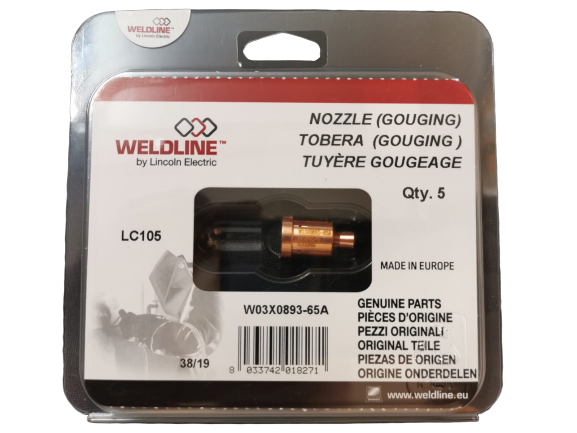 WELDLINE™
by Lincoln Electric
WELDLINE™
by Lincoln Electric
NOZZLE (GOUGING)
TOBERA (GOUGING )
TUYÈRE GOUGEAGE
Qty. 5
LC105
MADE IN EUROPE
W03X0893-65A
38/19
8 033742 018271
GENUINE PARTS
PIÈCES D'ORIGINE
PEZZI ORIGINALI
ORIGINAL TEILE
PIEZAS DE ORIGEN
ORIGINE ONDERDELEN
www.weldline.eu